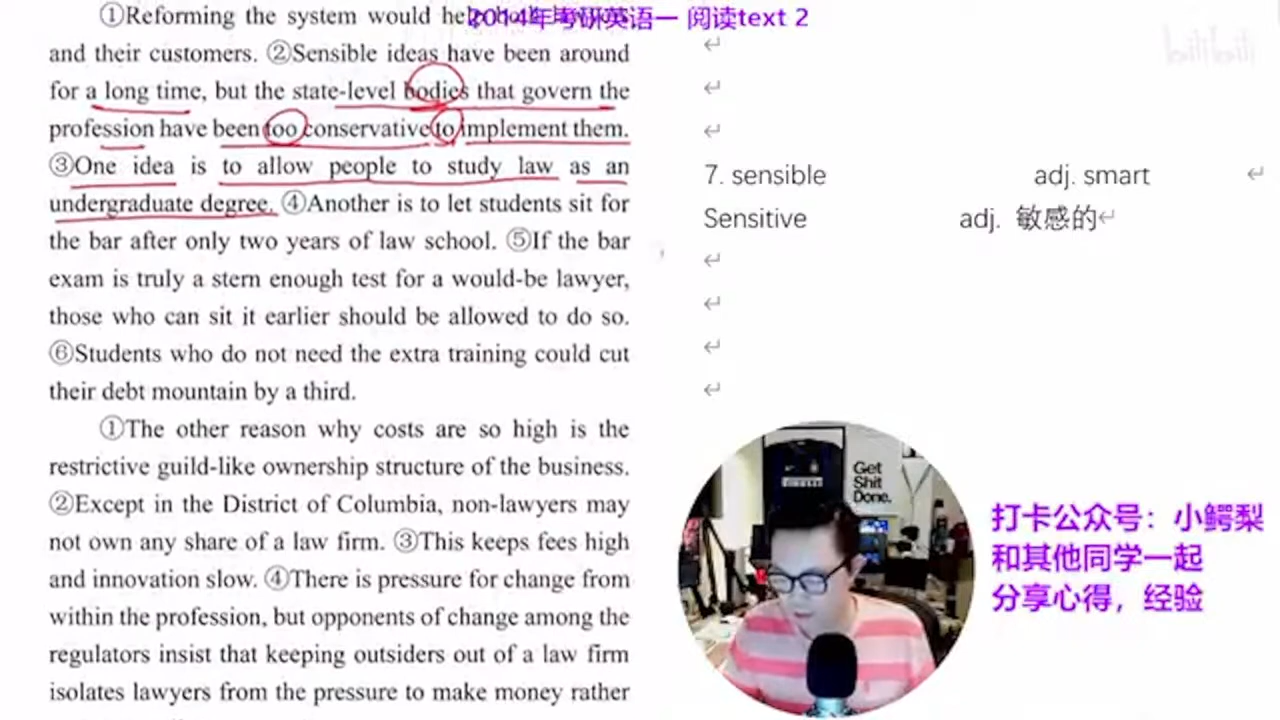 2014年考研英语一 阅读text 2
①Reforming the system would help both lawyers
and their customers. ②Sensible ideas have been around
for a long time, but the state-level bodies that govern the
profession have been too conservative to implement them.
③One idea is to allow people to study law as an
undergraduate degree. ④Another is to let students sit for
the bar after only two years of law school. ⑤If the bar
exam is truly a stern enough test for a would-be lawyer,
those who can sit it earlier should be allowed to do so.
⑥Students who do not need the extra training could cut
their debt mountain by a third.
①The other reason why costs are so high is the
restrictive guild-like ownership structure of the business.
②Except in the District of Columbia, non-lawyers may
not own any share of a law firm. ③This keeps fees high
and innovation slow. ④There is pressure for change from
within the profession, but opponents of change among the
regulators insist that keeping outsiders out of a law firm
isolates lawyers from the pressure to make money rather
bilibili
7. sensible adj. smart
Sensitive adj. 敏感的
Get
Shit
Done.
PIRELLI
打卡公众号：小鳄梨
和其他同学一起
分享心得，经验